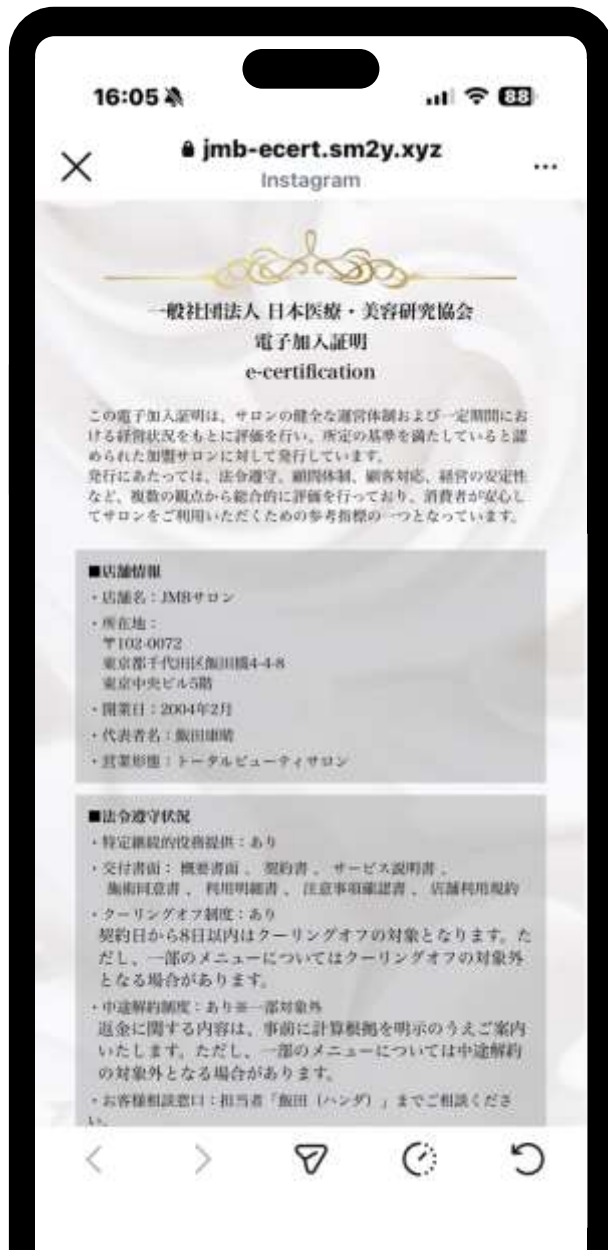 16:05
88
jmb-ecert.sm2y.xyz
Instagram
一般社団法人 日本医療・美容研究協会
電子加入証明
e-certification
この電子加入証明は、サロンの健全な運営体制および一定期間にお
ける経営状況をもとに評価を行い、所定の基準を満たしていると認
められた加盟サロンに対して発行しています。
発行にあたっては、法令遵守、顧問体制、顧客対応、経営の安定性
など、複数の観点から総合的に評価を行っており、消費者が安心し
てサロンをご利用いただくための参考指標の一つとなっています。
■店舗情報
・店舗名：JMBサロン
・所在地：
〒102-0072
東京都千代田区飯田橋4-4-8
東京中央ビル5階
・開業日：2004年2月
・代表者名：飯田
・営業形態：トータルビューティサロン
■法令遵守状況
・特定継続的役務提供：あり
・交付書面： 概要書面 、 契約書 、 サービス説明書 、
施術同意書 、 利用明細書 、 注意事項確認書 、 店舗利用規約
・クーリングオフ制度：あり
契約日から8日以内はクーリングオフの対象となります。た
だし、一部のメニューについてはクーリングオフの対象外
となる場合があります。
・中途解約制度：あり※一部対象外
返金に関する内容は、事前に計算根拠を明示のうえご案内
いたします。ただし、一部のメニューについては中途解約
の対象外となる場合があります。
・お客様相談窓口：担当者「飯田（ハンダ）」までご相談くださ
い。